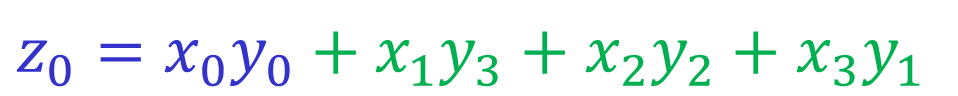 z₀ = x₀y₀ + x₁y₃ + x₂y₂ + x₃y₁